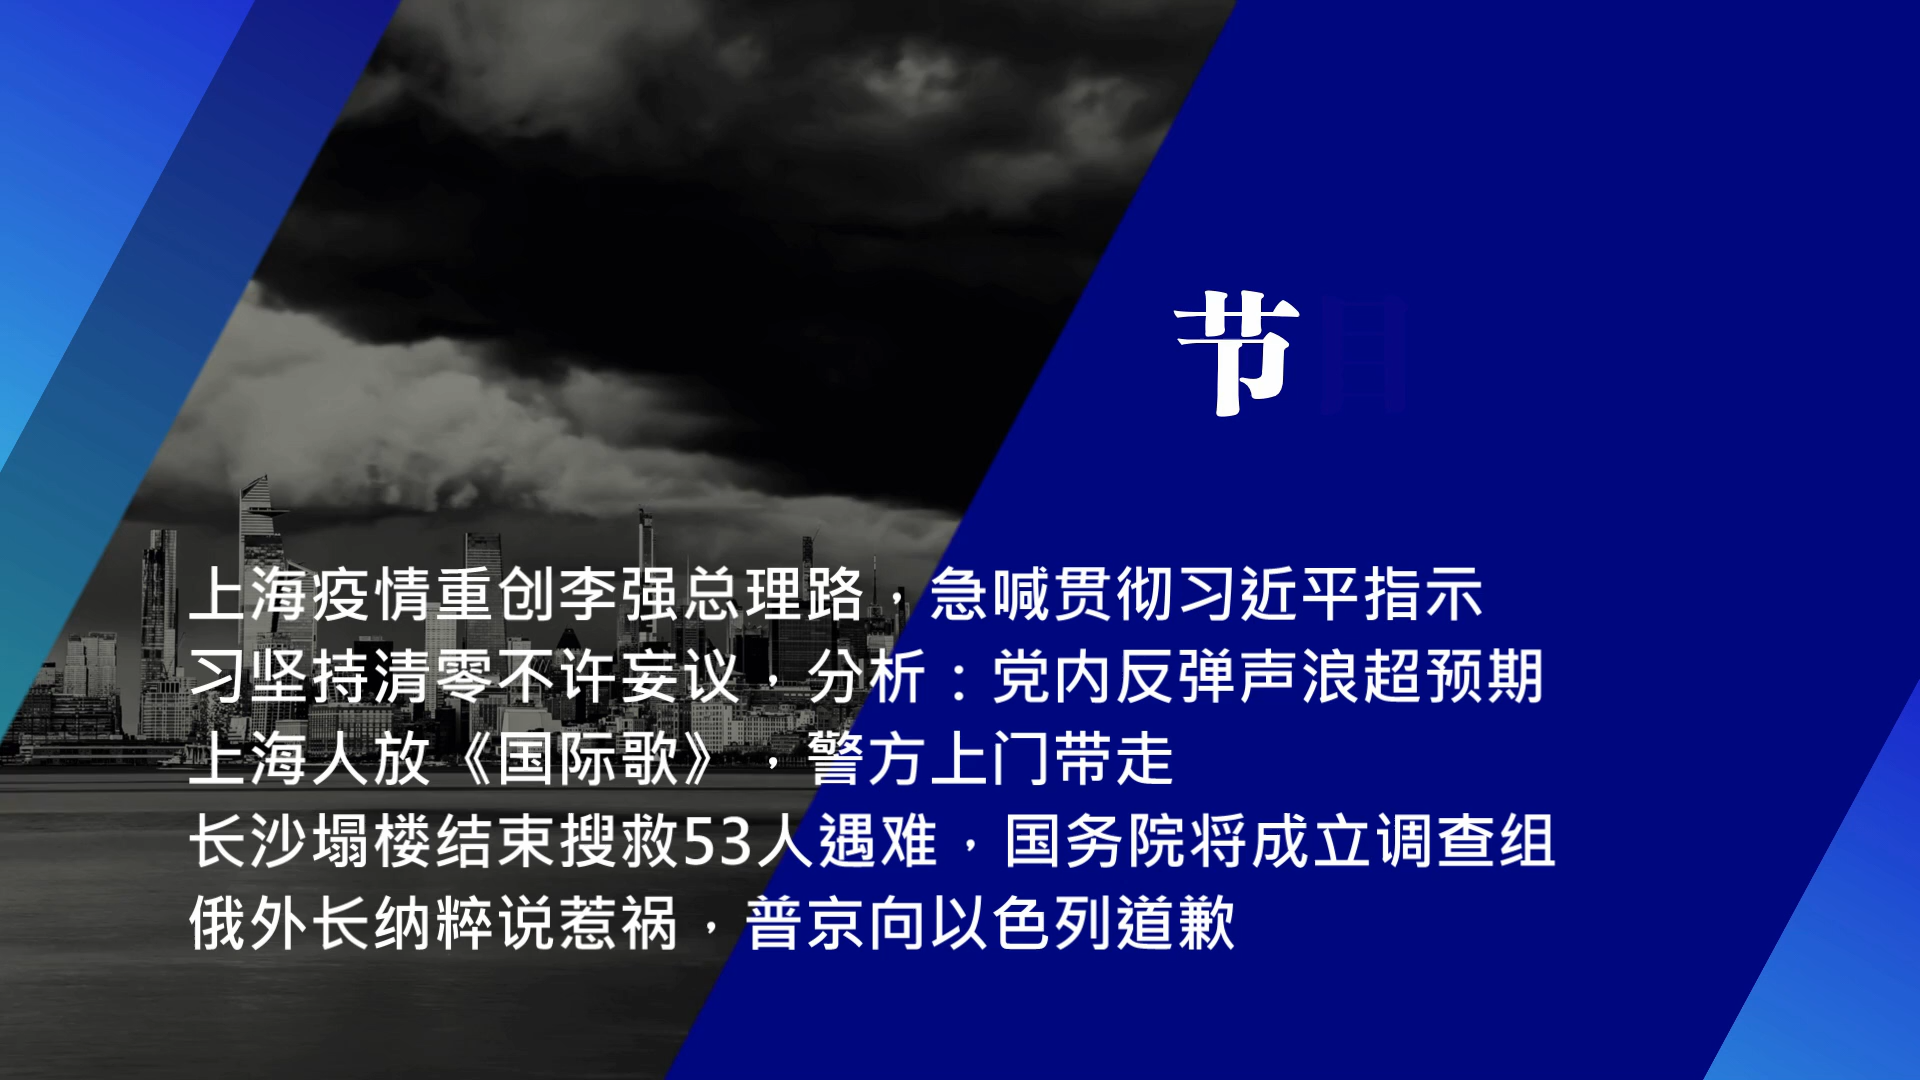 节目
上海疫情重创李强总理路，急喊贯彻习近平指示
习坚持清零不许妄议，分析：党内反弹声浪超预期
上海人放《国际歌》，警方上门带走
长沙塌楼结束搜救53人遇难，国务院将成立调查组
俄外长纳粹说惹祸，普京向以色列道歉